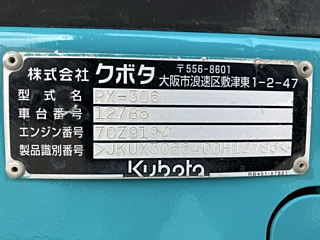 株式会社 クボタ 〒556-8601
大阪市浪速区敷津東1-2-47
型式名 RX-306
車台番号 12786
エンジン番号
製品識別番号
Kubota